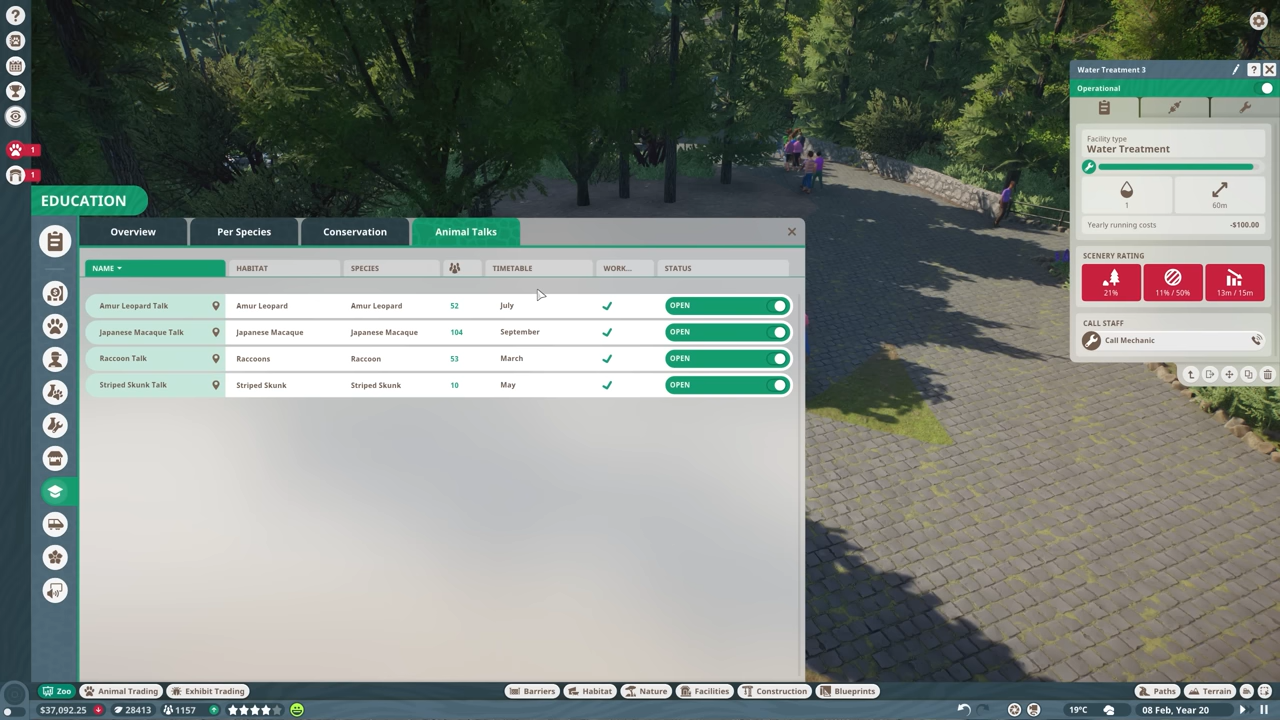 1
1
EDUCATION
Overview
Per Species
Conservation
Animal Talks
NAME
HABITAT
SPECIES
TIMETABLE
WORK...
STATUS
Amur Leopard Talk
Amur Leopard
Amur Leopard
52
July
OPEN
Japanese Macaque Talk
Japanese Macaque
Japanese Macaque
104
September
OPEN
Raccoon Talk
Raccoons
Raccoon
53
March
OPEN
Striped Skunk Talk
Striped Skunk
Striped Skunk
10
May
OPEN
Water Treatment 3
?
Operational
Facility type
Water Treatment
1
60m
Yearly running costs
-$100.00
SCENERY RATING
21%
11% / 50%
13m / 15m
CALL STAFF
Call Mechanic
Zoo
Animal Trading
Exhibit Trading
Barriers
Habitat
Nature
Facilities
Construction
Blueprints
Paths
Terrain
$37,092.25
28413
1157
19°C
08 Feb, Year 20